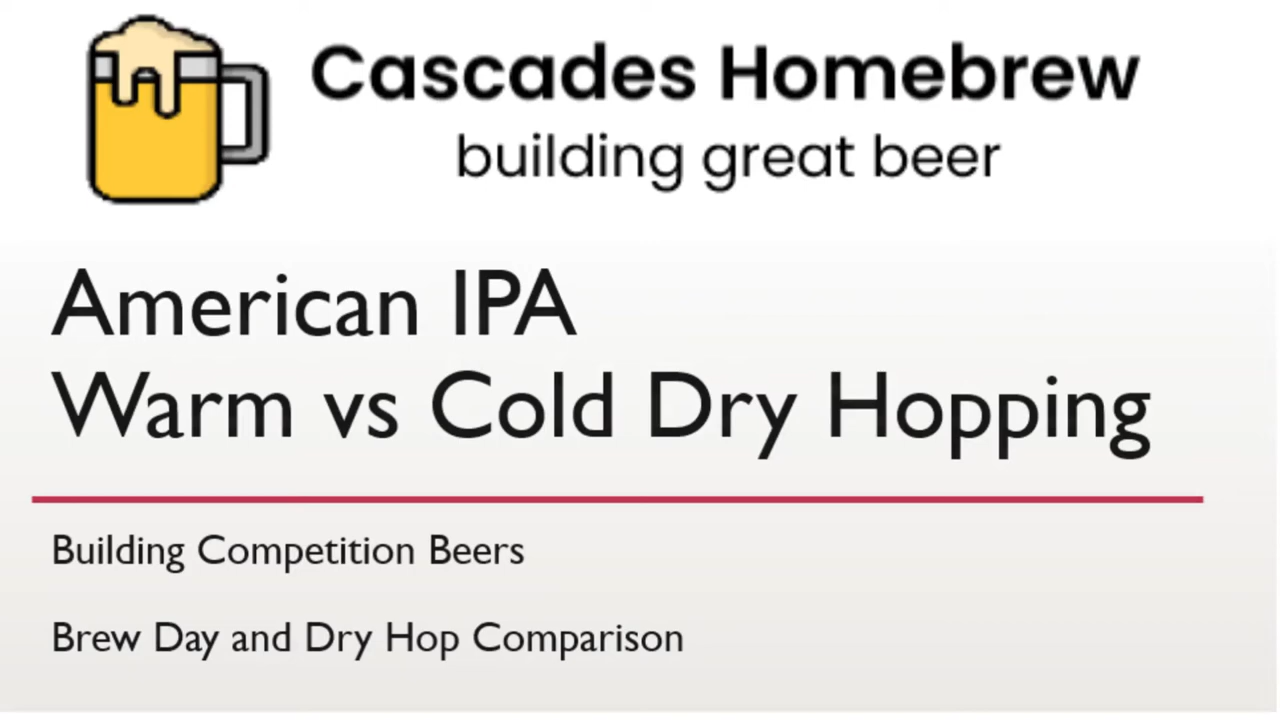 Cascades Homebrew
building great beer
American IPA
Warm vs Cold Dry Hopping
Building Competition Beers
Brew Day and Dry Hop Comparison